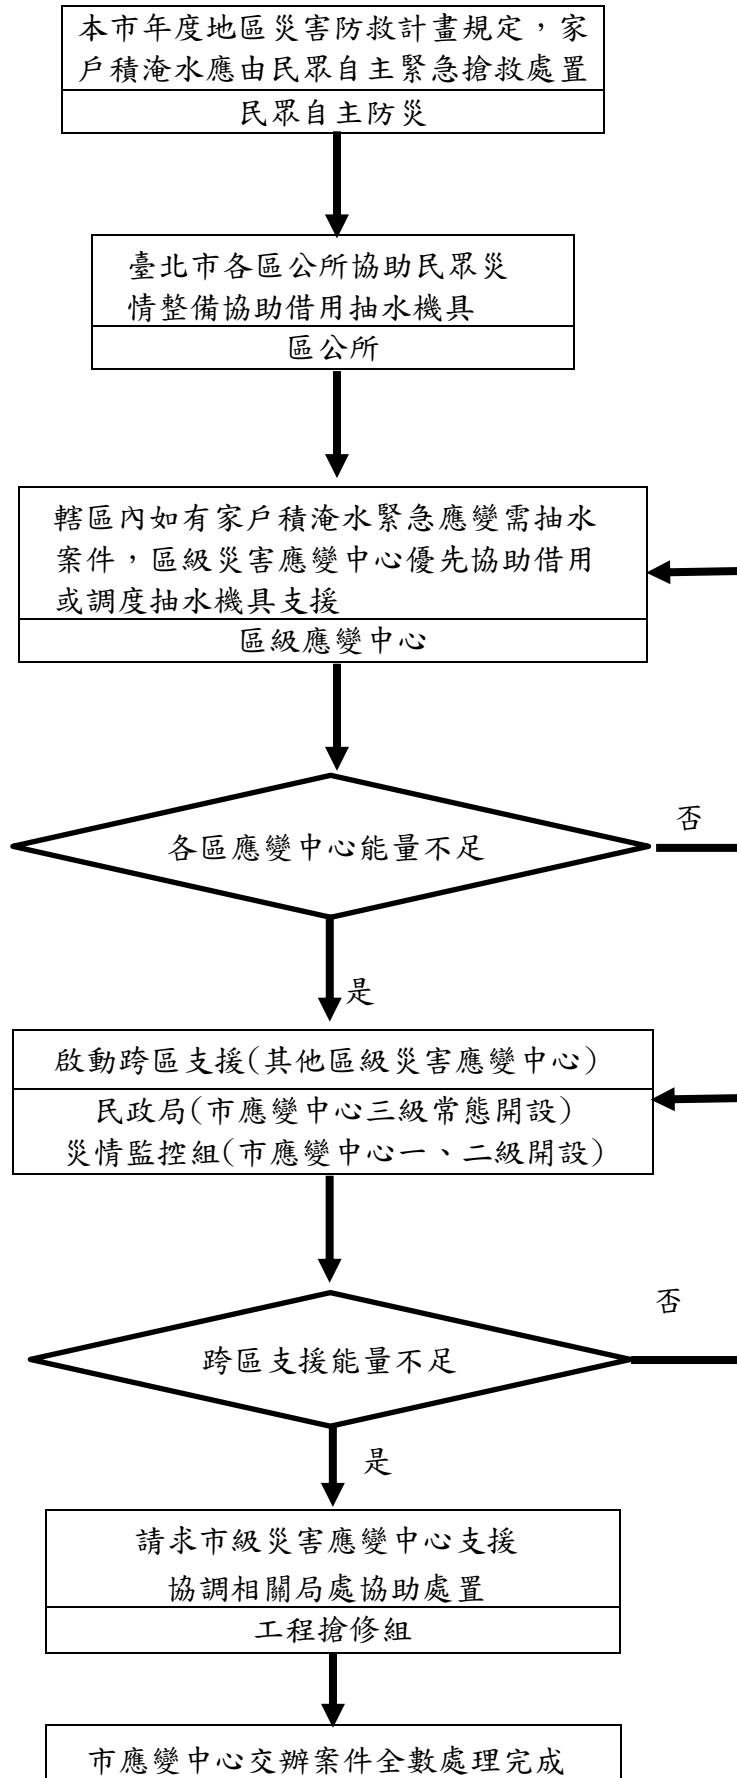 本市年度地區災害防救計畫規定，家
戶積淹水應由民眾自主緊急搶救處置
民眾自主防災
臺北市各區公所協助民眾災
情整備協助借用抽水機具
區公所
轄區內如有家戶積淹水緊急應變需抽水
案件，區級災害應變中心優先協助借用
或調度抽水機具支援
區級應變中心
各區應變中心能量不足
否
是
啟動跨區支援(其他區級災害應變中心)
民政局(市應變中心三級常態開設)
災情監控組(市應變中心一、二級開設)
跨區支援能量不足
否
是
請求市級災害應變中心支援
協調相關局處協助處置
工程搶修組
市應變中心交辦案件全數處理完成